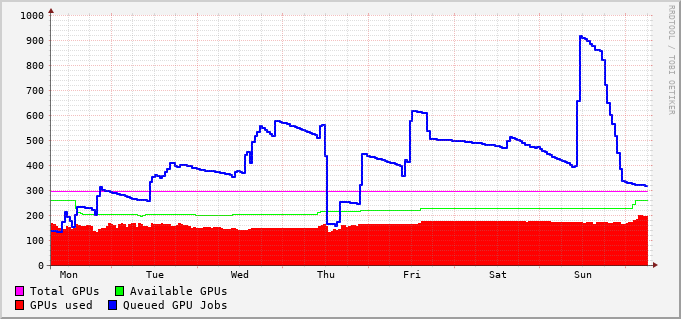 1000
900
800
700
600
500
400
300
200
100
0
Mon Tue Wed Thu Fri Sat Sun
Total GPUs Available GPUs
GPUs used Queued GPU Jobs
RRDTOOL / TOBI OETIKER